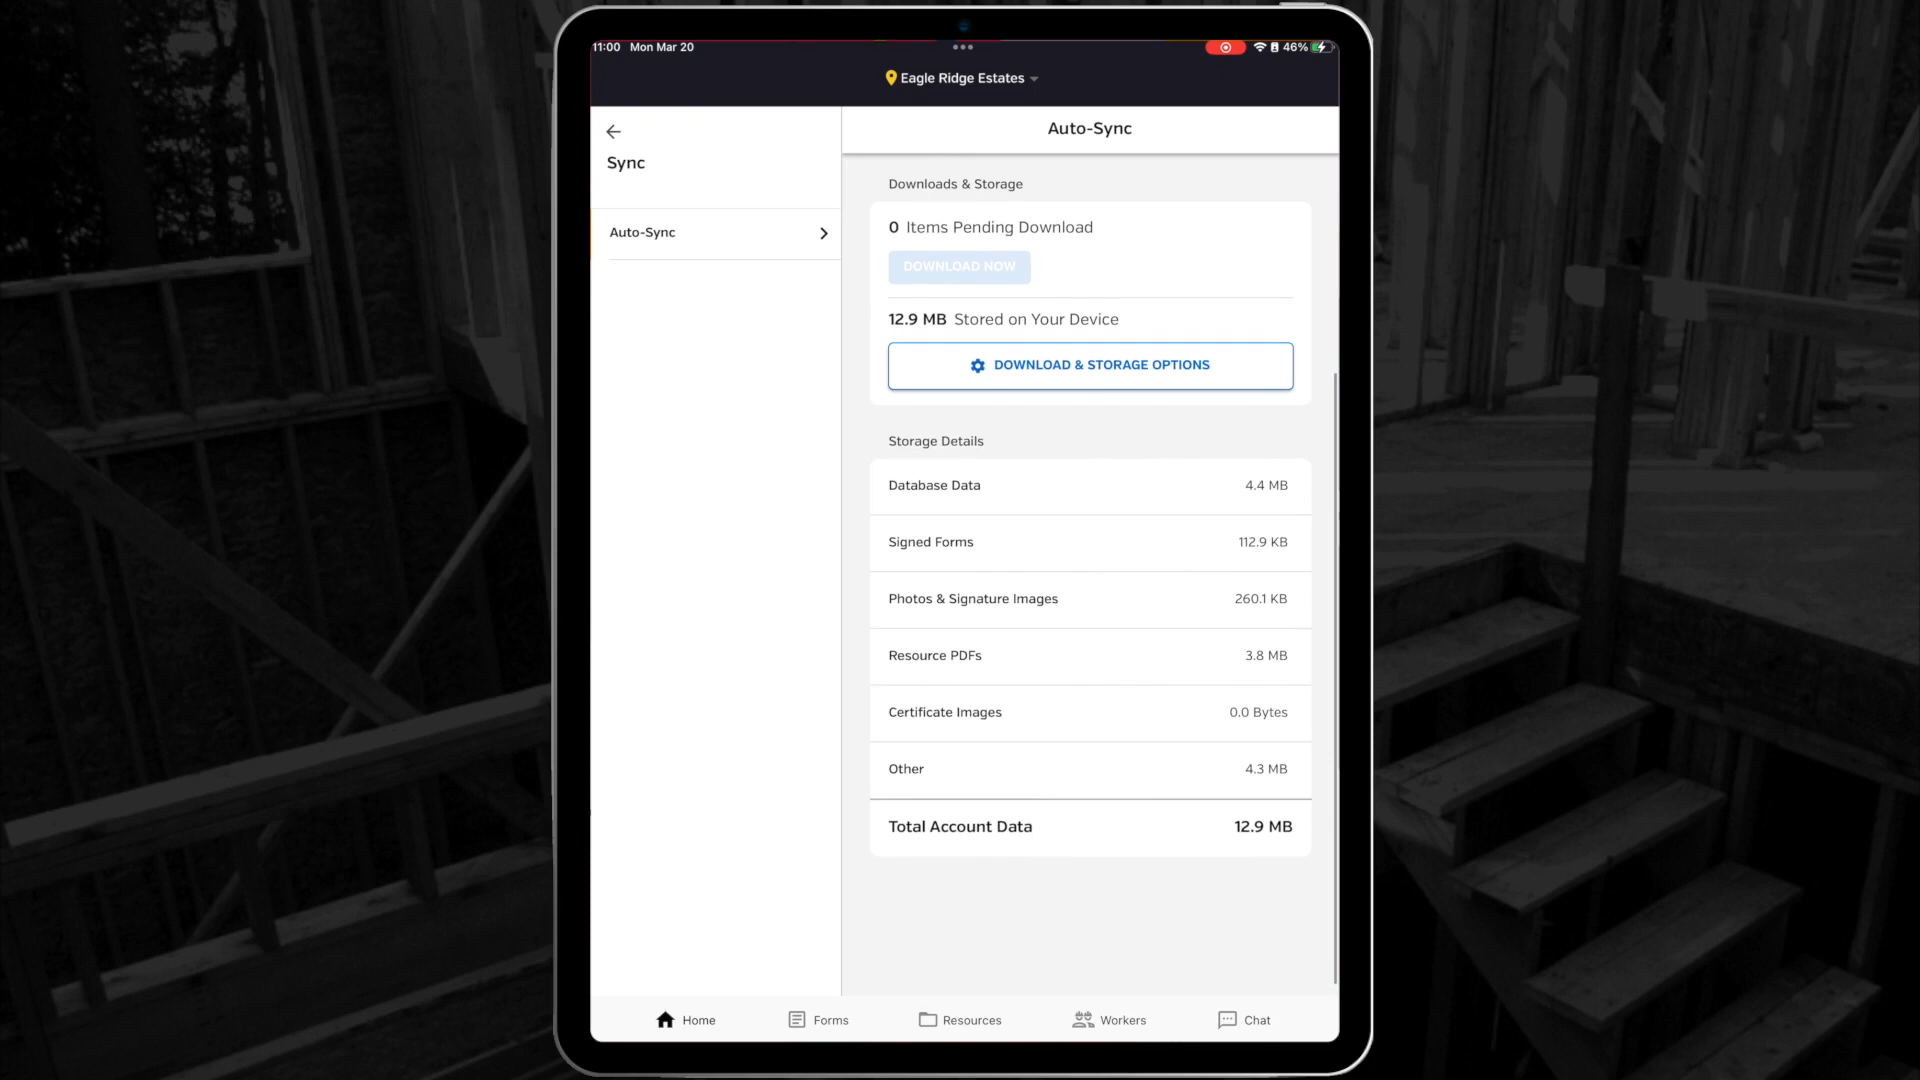 11:00 Mon Mar 20
46%
Eagle Ridge Estates
Sync
Auto-Sync
Auto-Sync
Downloads & Storage
0 Items Pending Download
DOWNLOAD NOW
12.9 MB Stored on Your Device
DOWNLOAD & STORAGE OPTIONS
Storage Details
Database Data 4.4 MB
Signed Forms 112.9 KB
Photos & Signature Images 260.1 KB
Resource PDFs 3.8 MB
Certificate Images 0.0 Bytes
Other 4.3 MB
Total Account Data 12.9 MB
Home
Forms
Resources
Workers
Chat